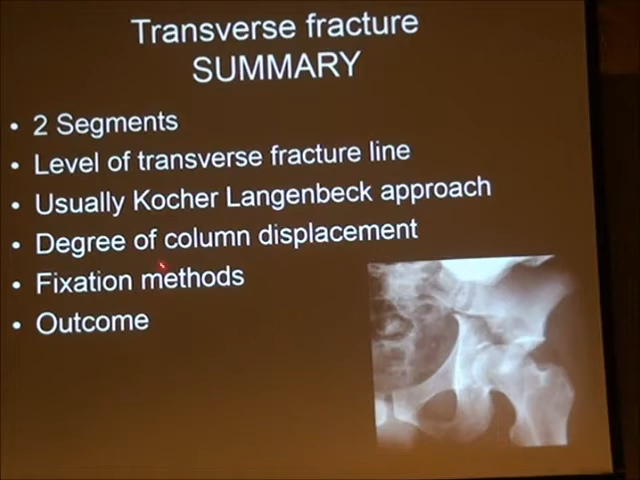 Transverse fracture
SUMMARY
• 2 Segments
• Level of transverse fracture line
• Usually Kocher Langenbeck approach
• Degree of column displacement
• Fixation methods
• Outcome